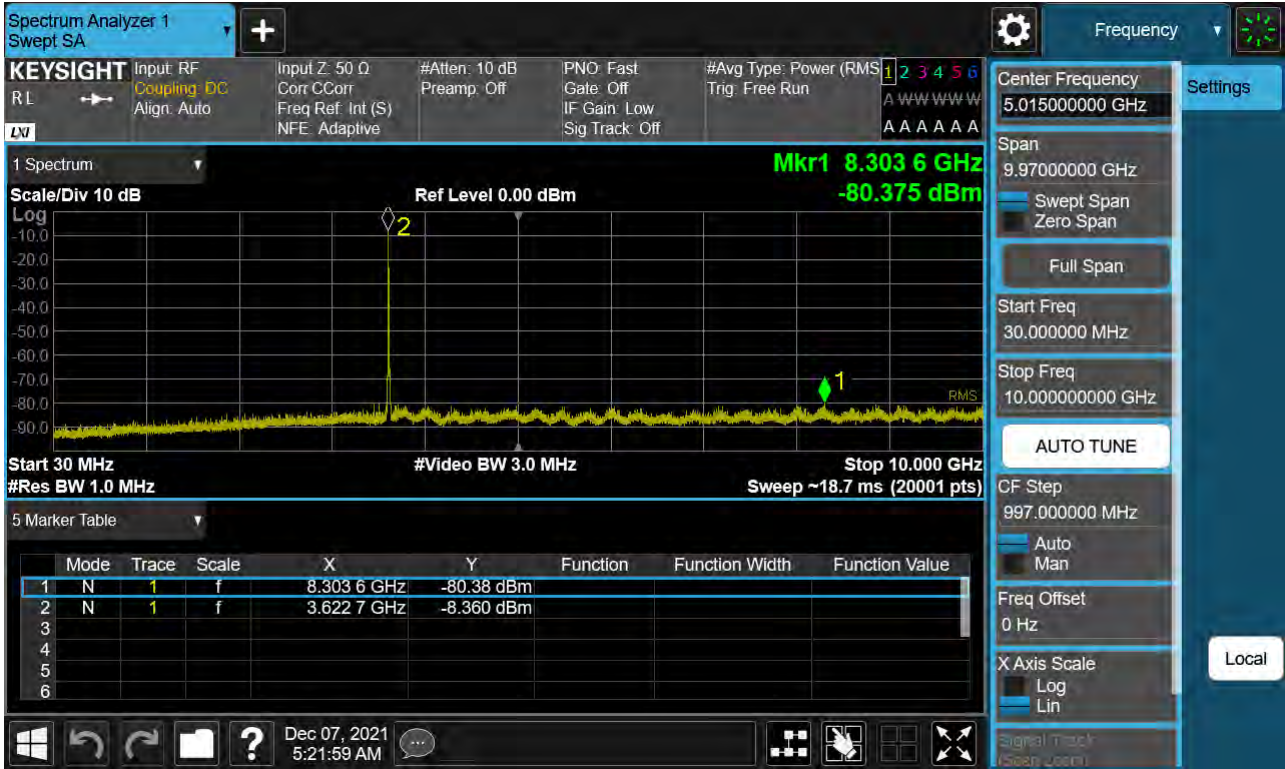 Spectrum Analyzer 1
Swept SA
+
Frequency
KEYSIGHT
RL
LXI
Input: RF
Coupling: DC
Align: Auto
Input Z: 50 Ω
Corr CCorr
Freq Ref: Int (S)
NFE: Adaptive
#Atten: 10 dB
Preamp: Off
PNO: Fast
Gate: Off
IF Gain: Low
Sig Track: Off
#Avg Type: Power (RMS
Trig: Free Run
1 2 3 4 5 6
A W W W W W
A A A A A A
1 Spectrum
Mkr1 8.303 6 GHz
Scale/Div 10 dB
Ref Level 0.00 dBm
-80.375 dBm
Log
-10.0
-20.0
-30.0
-40.0
-50.0
-60.0
-70.0
-80.0
-90.0
2
1
RMS
Start 30 MHz
#Video BW 3.0 MHz
Stop 10.000 GHz
#Res BW 1.0 MHz
Sweep ~18.7 ms (20001 pts)
5 Marker Table
Mode Trace Scale X Y Function Function Width Function Value
1 N 1 f 8.303 6 GHz -80.38 dBm
2 N 1 f 3.622 7 GHz -8.360 dBm
3
4
5
6
Center Frequency
5.015000000 GHz
Settings
Span
9.97000000 GHz
Swept Span
Zero Span
Full Span
Start Freq
30.000000 MHz
Stop Freq
10.000000000 GHz
AUTO TUNE
CF Step
997.000000 MHz
Auto
Man
Freq Offset
0 Hz
X Axis Scale
Log
Lin
Local
Signal Track
(Span Zoom)
?
Dec 07, 2021
5:21:59 AM